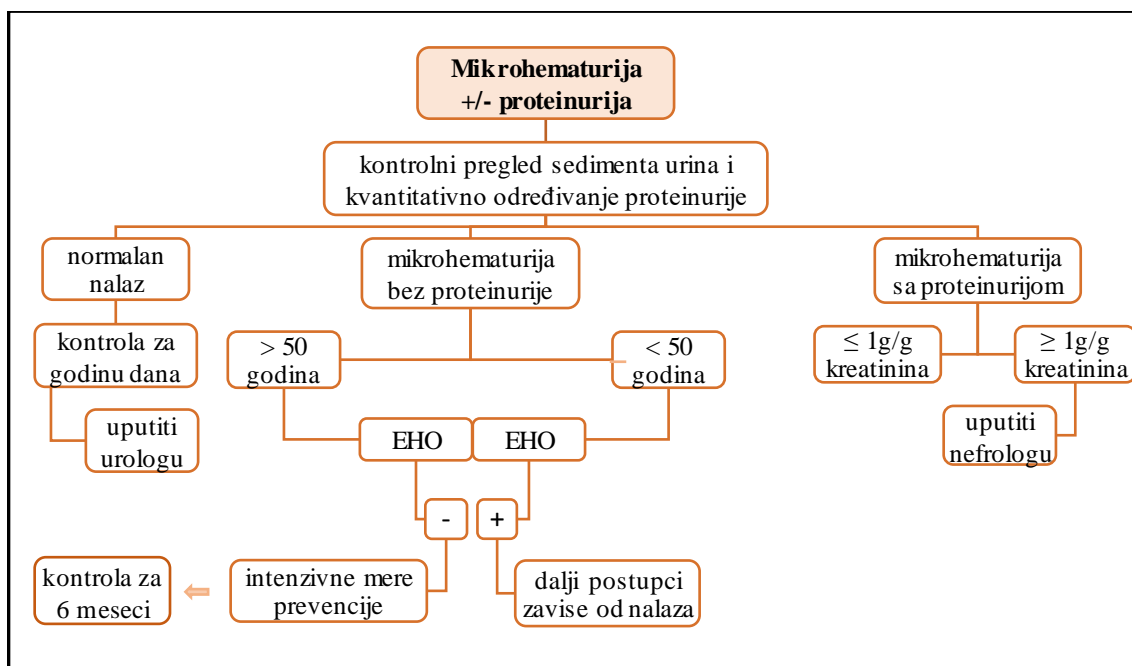 Mikrohematurija
+/- proteinurija
kontrolni pregled sedimenta urina i
kvantitativno određivanje proteinurije
normalan
nalaz
mikrohematurija
bez proteinurije
mikrohematurija
sa proteinurijom
kontrola za
godinu dana
> 50
godina
< 50
godina
≤ 1g/g
kreatinina
≥ 1g/g
kreatinina
uputiti
urologu
EHO
EHO
uputiti
nefrologu
-
+
kontrola za
6 meseci
intenzivne mere
prevencije
dalji postupci
zavise od nalaza